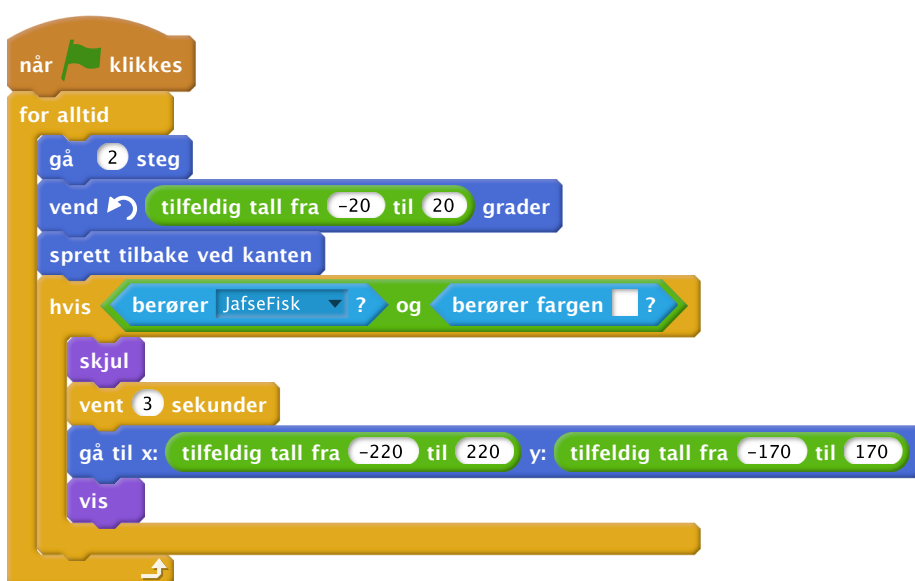 når klikkes
for alltid
gå 2 steg
vend tilfeldig tall fra -20 til 20 grader
sprett tilbake ved kanten
hvis berører JafseFisk ? og berører fargen ?
skjul
vent 3 sekunder
gå til x: tilfeldig tall fra -220 til 220 y: tilfeldig tall fra -170 til 170
vis